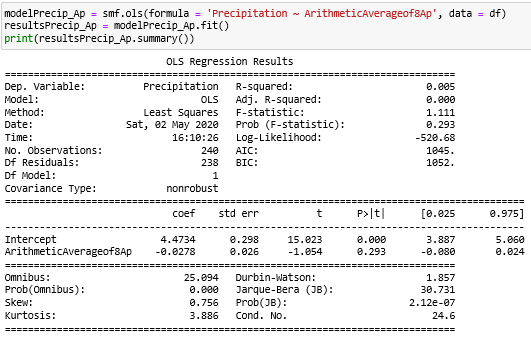 modelPrecip_Ap = smf.ols(formula = 'Precipitation ~ ArithmeticAverageof8Ap', data = df)
resultsPrecip_Ap = modelPrecip_Ap.fit()
print(resultsPrecip_Ap.summary())
OLS Regression Results
==============================================================================
Dep. Variable: Precipitation R-squared: 0.005
Model: OLS Adj. R-squared: 0.000
Method: Least Squares F-statistic: 1.111
Date: Sat, 02 May 2020 Prob (F-statistic): 0.293
Time: 16:10:26 Log-Likelihood: -520.68
No. Observations: 240 AIC: 1045.
Df Residuals: 238 BIC: 1052.
Df Model: 1
Covariance Type: nonrobust
==========================================================================================
coef std err t P>|t| [0.025 0.975]
------------------------------------------------------------------------------------------
Intercept 4.4734 0.298 15.023 0.000 3.887 5.060
ArithmeticAverageof8Ap -0.0278 0.026 -1.054 0.293 -0.080 0.024
==============================================================================
Omnibus: 25.094 Durbin-Watson: 1.857
Prob(Omnibus): 0.000 Jarque-Bera (JB): 30.731
Skew: 0.756 Prob(JB): 2.12e-07
Kurtosis: 3.886 Cond. No. 24.6
==============================================================================